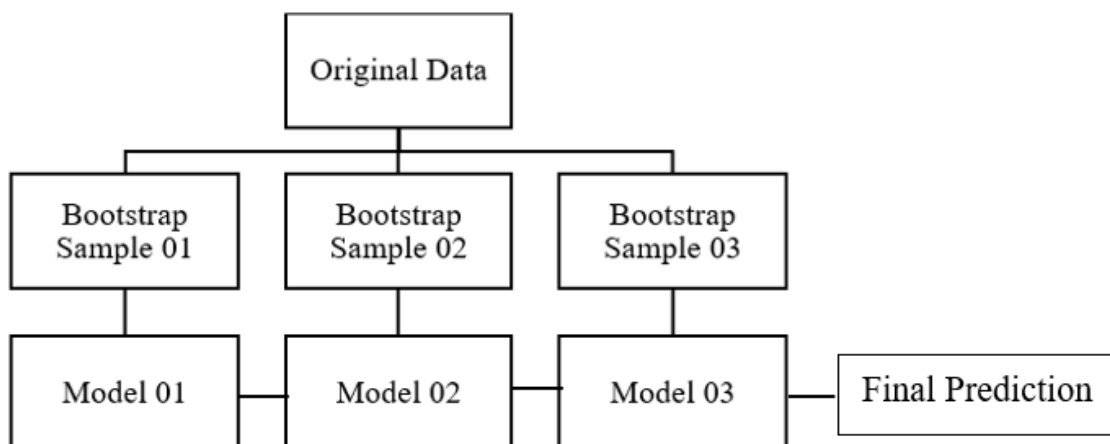 Original Data
Bootstrap
Sample 01
Bootstrap
Sample 02
Bootstrap
Sample 03
Model 01
Model 02
Model 03
Final Prediction